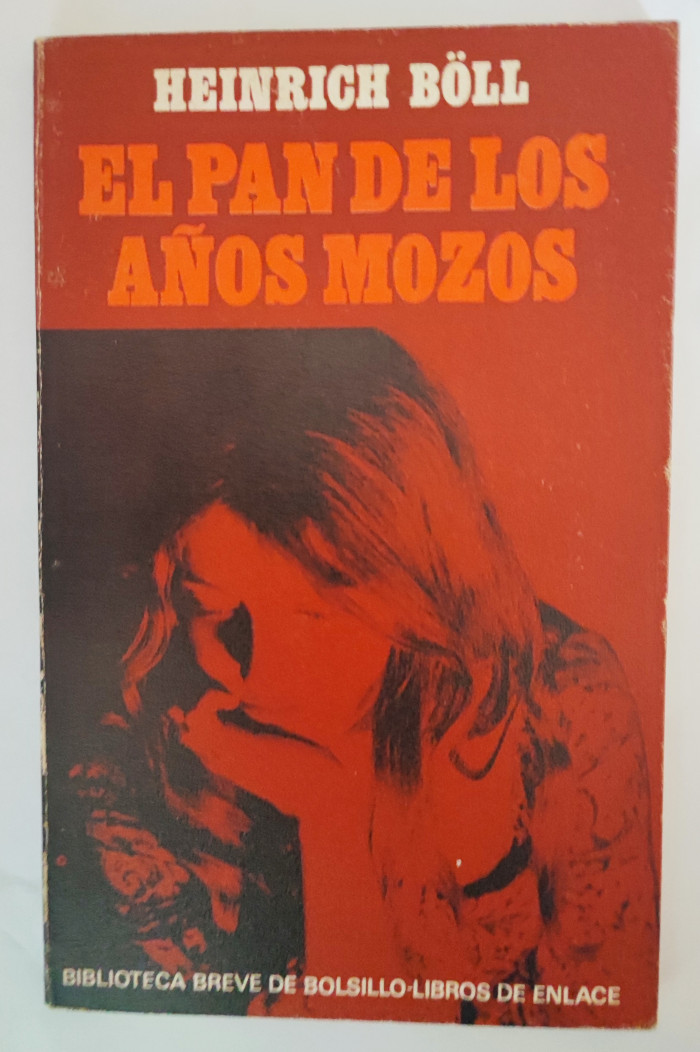 HEINRICH BÖLL
EL PAN DE LOS
AÑOS MOZOS
BIBLIOTECA BREVE DE BOLSILLO-LIBROS DE ENLACE